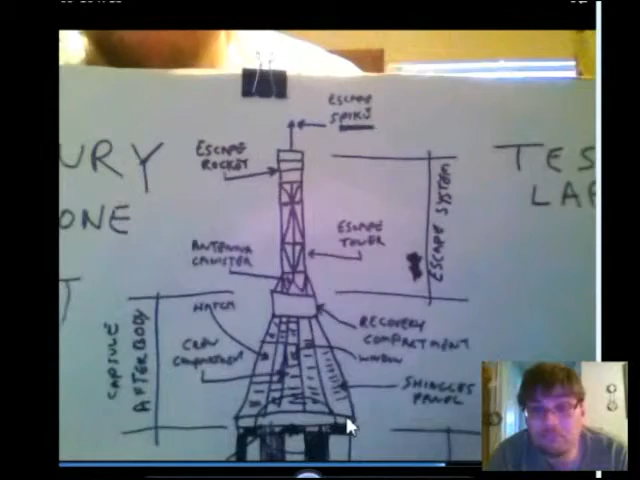 ESCAPE
SPIKE
ESCAPE
ROCKET
URY
ONE
TES
LA
ESCAPE SYSTEM
ESCAPE
TOWER
ANTENNA
CANISTER
HATCH
CREW
COMPARTMENT
RECOVERY
COMPARTMENT
WINDOW
SHINGLES
PANEL
CAPSULE
AFTERBODY